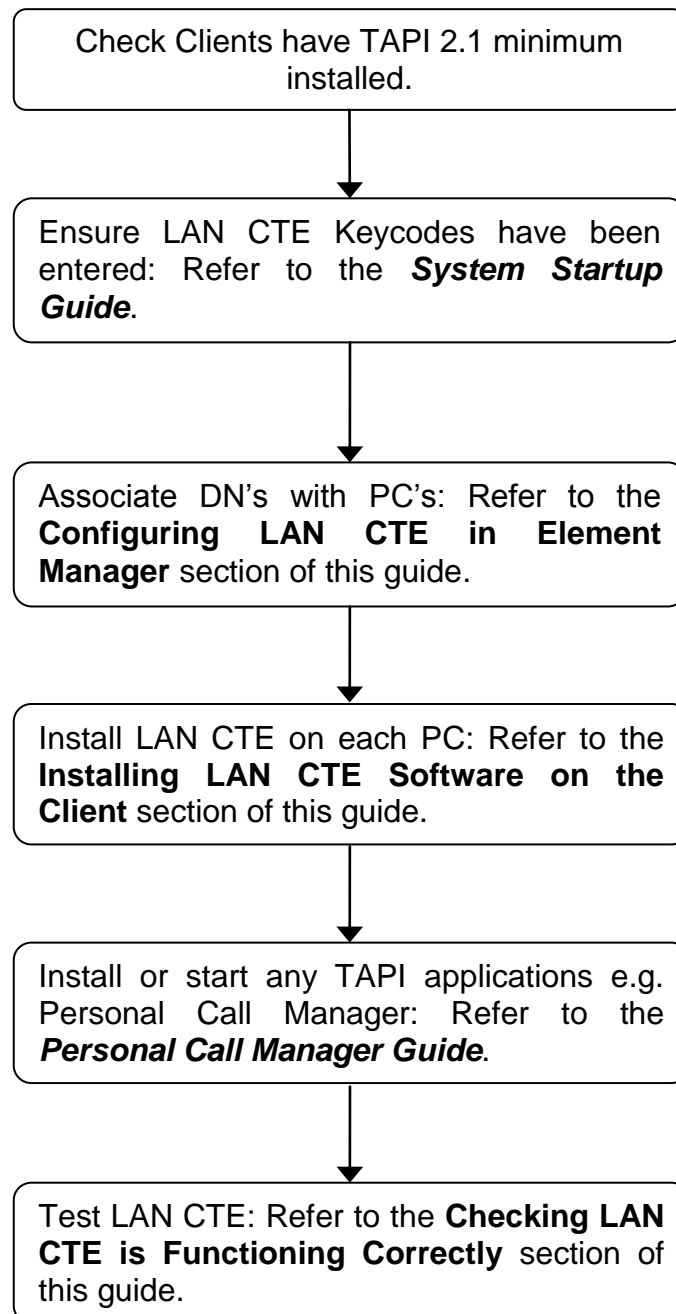 Check Clients have TAPI 2.1 minimum
installed.
Ensure LAN CTE Keycodes have been
entered: Refer to the System Startup
Guide.
Associate DN’s with PC’s: Refer to the
Configuring LAN CTE in Element
Manager section of this guide.
Install LAN CTE on each PC: Refer to the
Installing LAN CTE Software on the
Client section of this guide.
Install or start any TAPI applications e.g.
Personal Call Manager: Refer to the
Personal Call Manager Guide.
Test LAN CTE: Refer to the Checking LAN
CTE is Functioning Correctly section of
this guide.